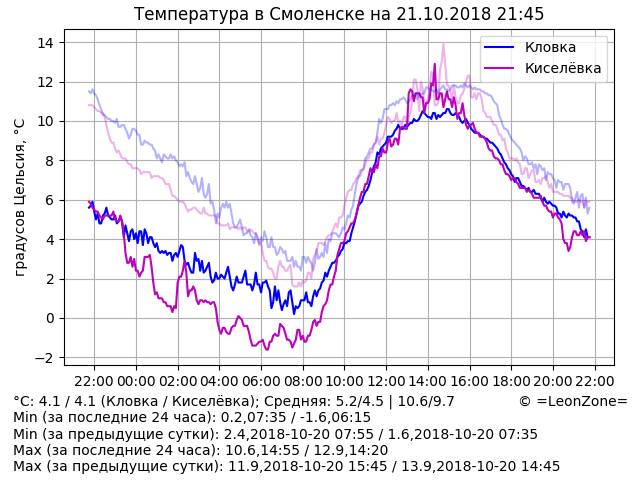 Температура в Смоленске на 21.10.2018 21:45
Кловка
Киселёвка
градусов Цельсия, °C
14
12
10
8
6
4
2
0
−2
22:00 00:00 02:00 04:00 06:00 08:00 10:00 12:00 14:00 16:00 18:00 20:00 22:00
°C: 4.1 / 4.1 (Кловка / Киселёвка); Средняя: 5.2/4.5 | 10.6/9.7 © =LeonZone=
Min (за последние 24 часа): 0.2,07:35 / -1.6,06:15
Min (за предыдущие сутки): 2.4,2018-10-20 07:55 / 1.6,2018-10-20 07:35
Max (за последние 24 часа): 10.6,14:55 / 12.9,14:20
Max (за предыдущие сутки): 11.9,2018-10-20 15:45 / 13.9,2018-10-20 14:45